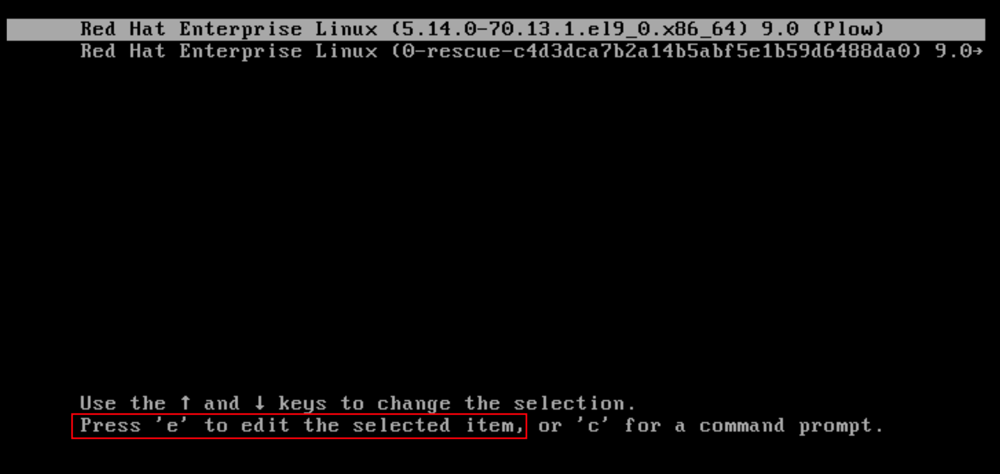 Red Hat Enterprise Linux (5.14.0-70.13.1.el9_0.x86_64) 9.0 (Plow)
Red Hat Enterprise Linux (0-rescue-c4d3dca7b2a14b5abf5e1b59d6488da0) 9.0→
Use the ↑ and ↓ keys to change the selection.
Press 'e' to edit the selected item, or 'c' for a command prompt.